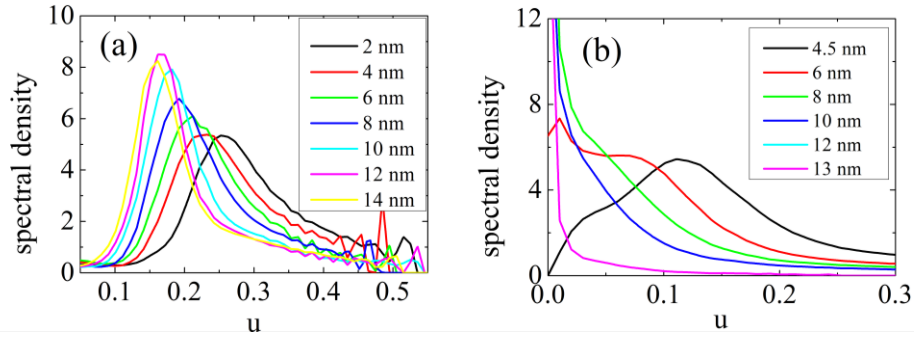 (a)
2 nm
4 nm
6 nm
8 nm
10 nm
12 nm
14 nm
spectral density
10
8
6
4
2
0
0.1 0.2 0.3 0.4 0.5
u
(b)
4.5 nm
6 nm
8 nm
10 nm
12 nm
13 nm
spectral density
12
8
4
0
0.0 0.1 0.2 0.3
u